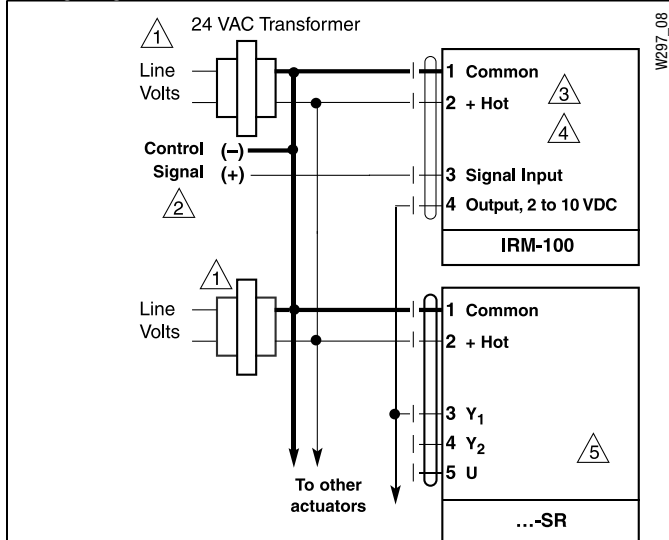 W297_08
1 24 VAC Transformer
Line
Volts
1 Common
2 + Hot
3
4
Control (–)
Signal (+)
2
3 Signal Input
4 Output, 2 to 10 VDC
IRM-100
1
Line
Volts
1 Common
2 + Hot
3 Y1
4 Y2
5 U
5
To other
actuators
...-SR